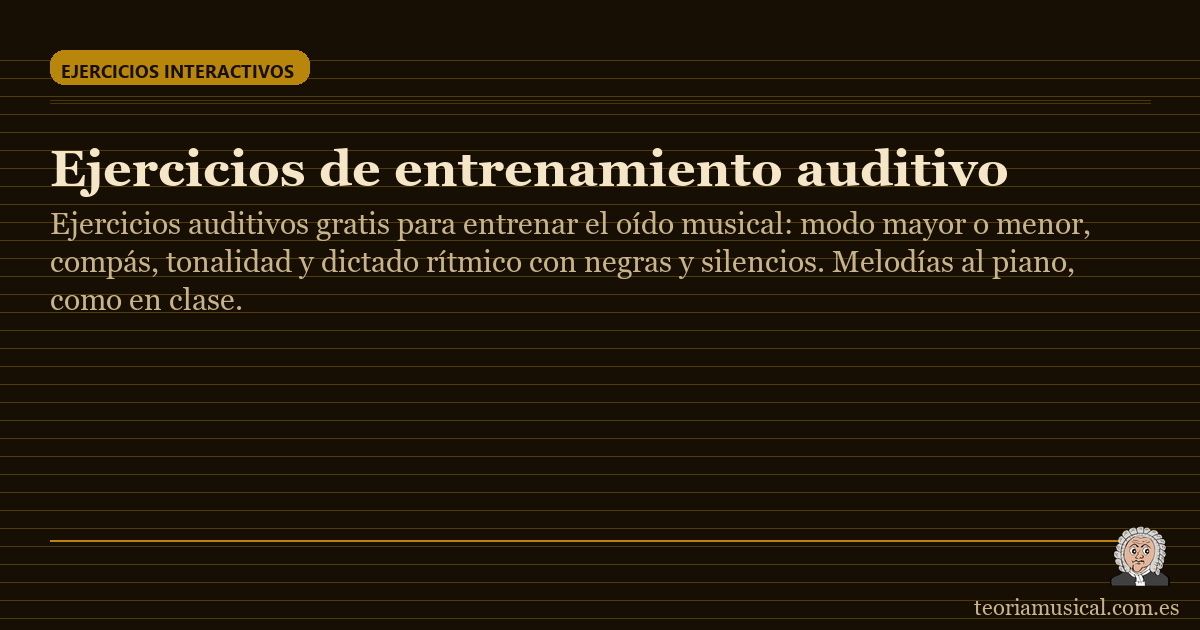 EJERCICIOS INTERACTIVOS
Ejercicios de entrenamiento auditivo
Ejercicios auditivos gratis para entrenar el oído musical: modo mayor o menor,
compás, tonalidad y dictado rítmico con negras y silencios. Melodías al piano,
como en clase.
teoriamusical.com.es